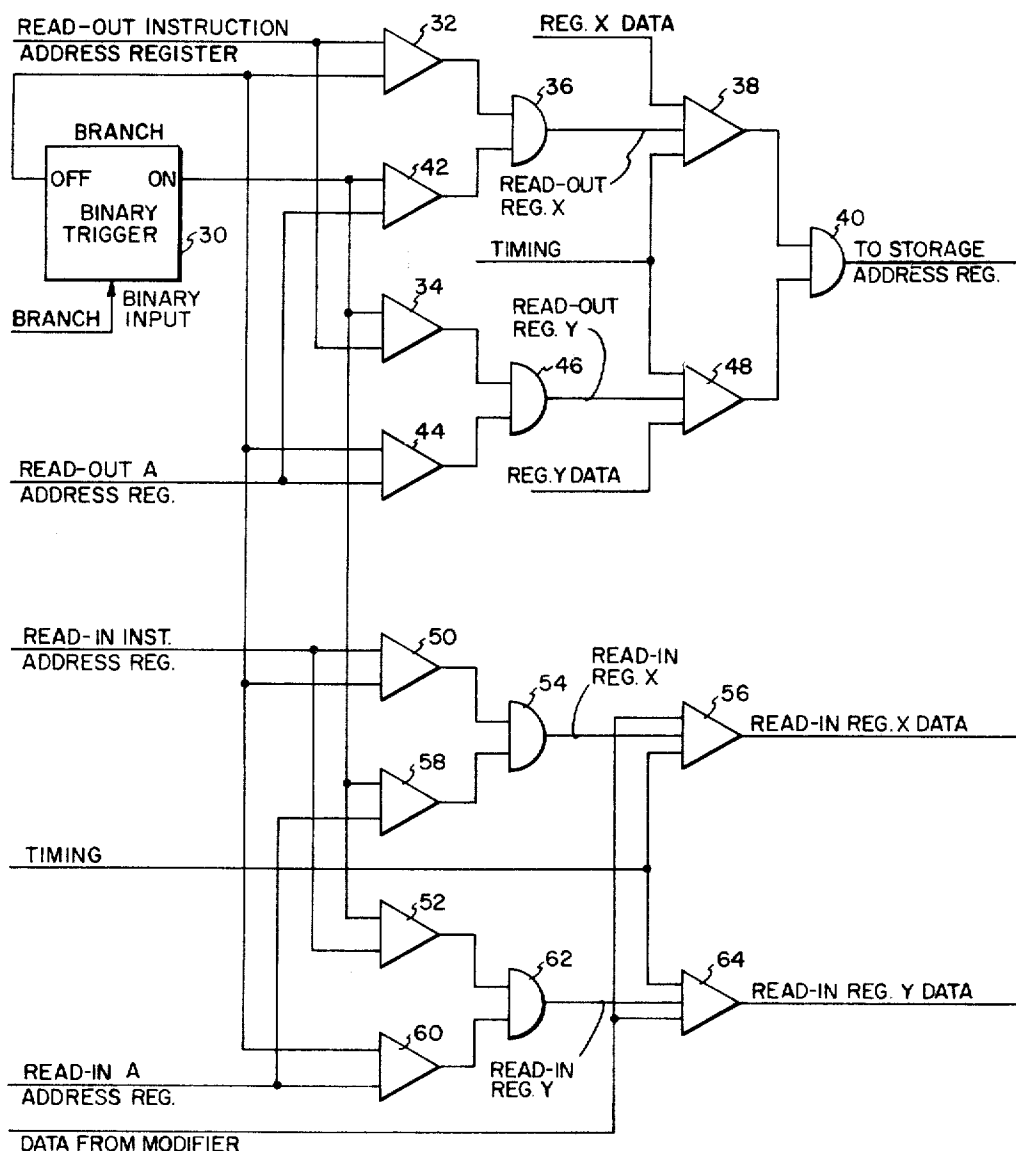 READ-OUT INSTRUCTION
ADDRESS REGISTER
32
REG. X DATA
36
38
BRANCH
OFF ON
BINARY
TRIGGER
30
BRANCH
BINARY
INPUT
42
READ-OUT
REG. X
TIMING
40
TO STORAGE
ADDRESS REG.
34
READ-OUT
REG. Y
46
48
44
READ-OUT A
ADDRESS REG.
REG. Y DATA
READ-IN INST.
ADDRESS REG.
50
54
READ-IN
REG. X
56
READ-IN REG. X DATA
58
TIMING
52
62
64
READ-IN REG. Y DATA
60
READ-IN
REG. Y
READ-IN A
ADDRESS REG.
DATA FROM MODIFIER